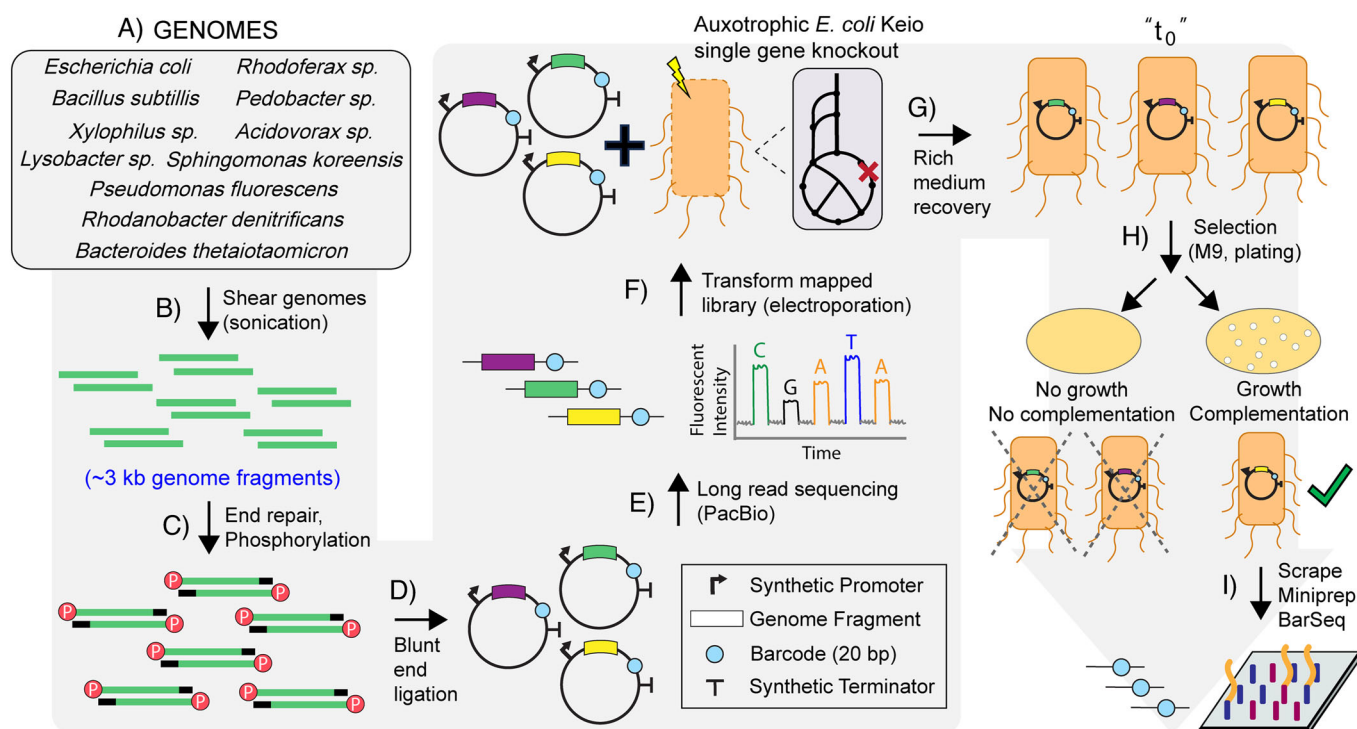 A) GENOMES
Escherichia coli Rhodoferax sp.
Bacillus subtillis Pedobacter sp.
Xylophilus sp. Acidovorax sp.
Lysobacter sp. Sphingomonas koreensis
Pseudomonas fluorescens
Rhodanobacter denitrificans
Bacteroides thetaiotaomicron
B) Shear genomes
(sonication)
(~3 kb genome fragments)
C) End repair,
Phosphorylation
P P
P P
P P
P P
P P
P P
D)
Blunt
end
ligation
Synthetic Promoter
Genome Fragment
Barcode (20 bp)
Synthetic Terminator
E) Long read sequencing
(PacBio)
Fluorescent
Intensity
C G A T A
Time
F) Transform mapped
library (electroporation)
Auxotrophic E. coli Keio
single gene knockout
G)
Rich
medium
recovery
“t0”
H) Selection
(M9, plating)
No growth
No complementation
Growth
Complementation
I) Scrape
Miniprep
BarSeq